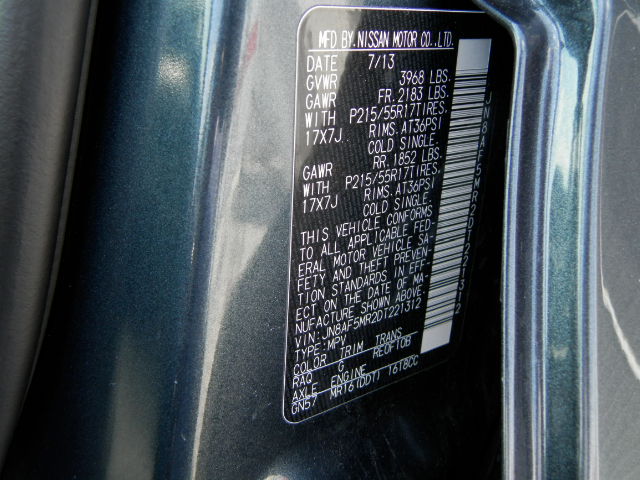 MFD BY.NISSAN MOTOR CO.,LTD.
DATE 7/13
GVWR 3968 LBS.
GAWR FR. 2183 LBS.
WITH P215/55R17TIRES,
17X7J RIMS. AT36PSI
COLD SINGLE.
GAWR RR. 1852 LBS.
WITH P215/55R17TIRES,
17X7J RIMS. AT36PSI
COLD SINGLE.
THIS VEHICLE CONFORMS
TO ALL APPLICABLE FED-
ERAL MOTOR VEHICLE SA-
FETY AND THEFT PREVEN-
TION STANDARDS IN EFF-
ECT ON THE DATE OF MA-
NUFACTURE SHOWN ABOVE.
VIN: JN8AF5MR2DT221312
TYPE: MPV
COLOR TRIM TRANS
RAQ G RE0F10B
AXLE ENGINE
GN57 MR16(DDT) 16T8CC
JN8AF5MR2DT221312